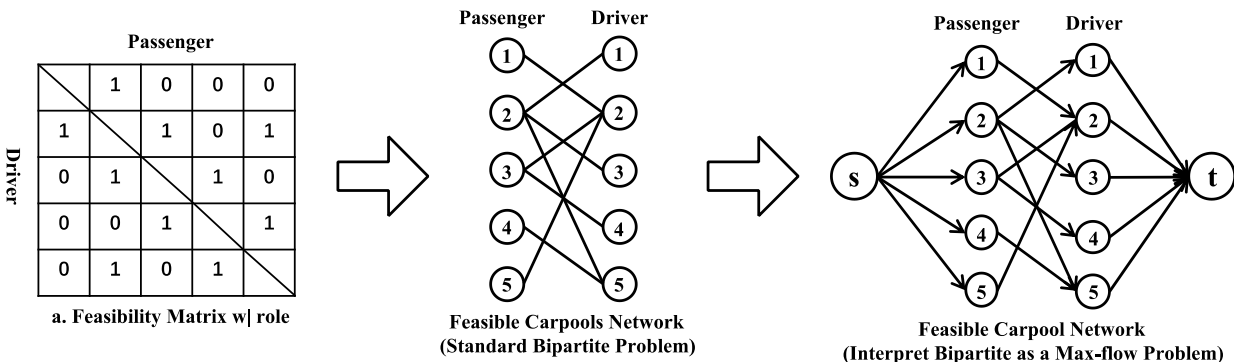 Passenger
Driver
1 0 0 0
1 1 0 1
0 1 1 0
0 0 1 1
0 1 0 1
a. Feasibility Matrix w| role
Passenger Driver
1 1
2 2
3 3
4 4
5 5
Feasible Carpools Network
(Standard Bipartite Problem)
Passenger Driver
1 1
2 2
s 3 3 t
4 4
5 5
Feasible Carpool Network
(Interpret Bipartite as a Max-flow Problem)